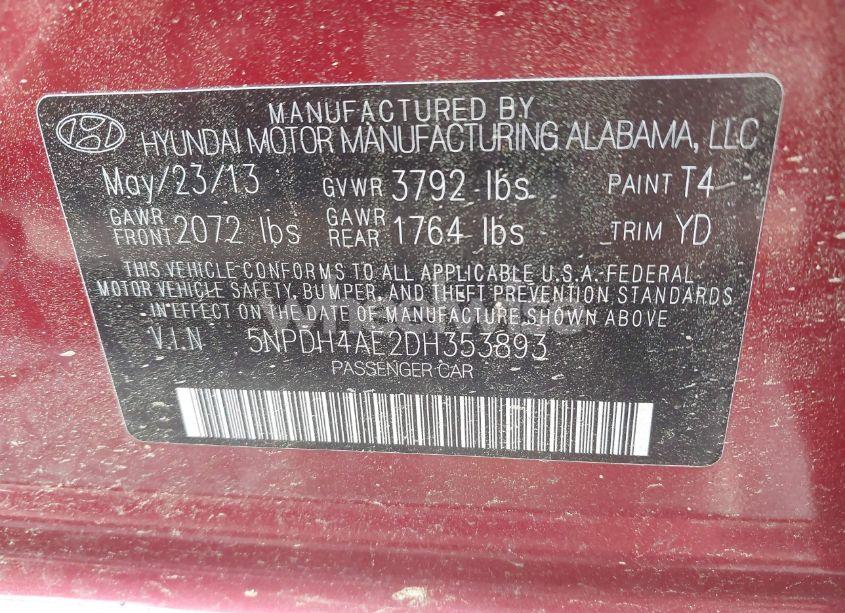 MANUFACTURED BY
HYUNDAI MOTOR MANUFACTURING ALABAMA, LLC
May/23/13 GVWR 3792 lbs PAINT T4
GAWR FRONT 2072 lbs GAWR REAR 1764 lbs TRIM YD
THIS VEHICLE CONFORMS TO ALL APPLICABLE U.S.A.-FEDERAL
MOTOR VEHICLE SAFETY, BUMPER, AND THEFT PREVENTION STANDARDS
IN EFFECT ON THE DATE OF MANUFACTURE SHOWN ABOVE
V.I.N 5NPDH4AE2DH353893
PASSENGER CAR